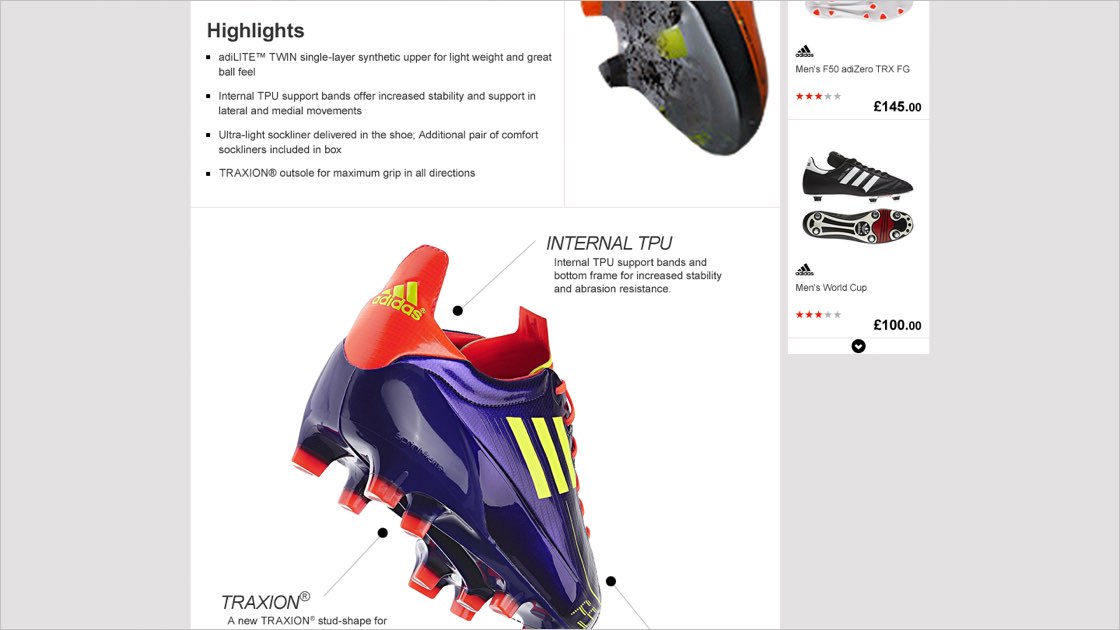 Highlights
adiLITE™ TWIN single-layer synthetic upper for light weight and great
ball feel
Internal TPU support bands offer increased stability and support in
lateral and medial movements
Ultra-light sockliner delivered in the shoe; Additional pair of comfort
sockliners included in box
TRAXION® outsole for maximum grip in all directions
INTERNAL TPU
Internal TPU support bands and
bottom frame for increased stability
and abrasion resistance.
adidas®
TRAXION®
A new TRAXION® stud-shape for
adidas
Men's F50 adiZero TRX FG
£145.00
adidas
Men's World Cup
£100.00